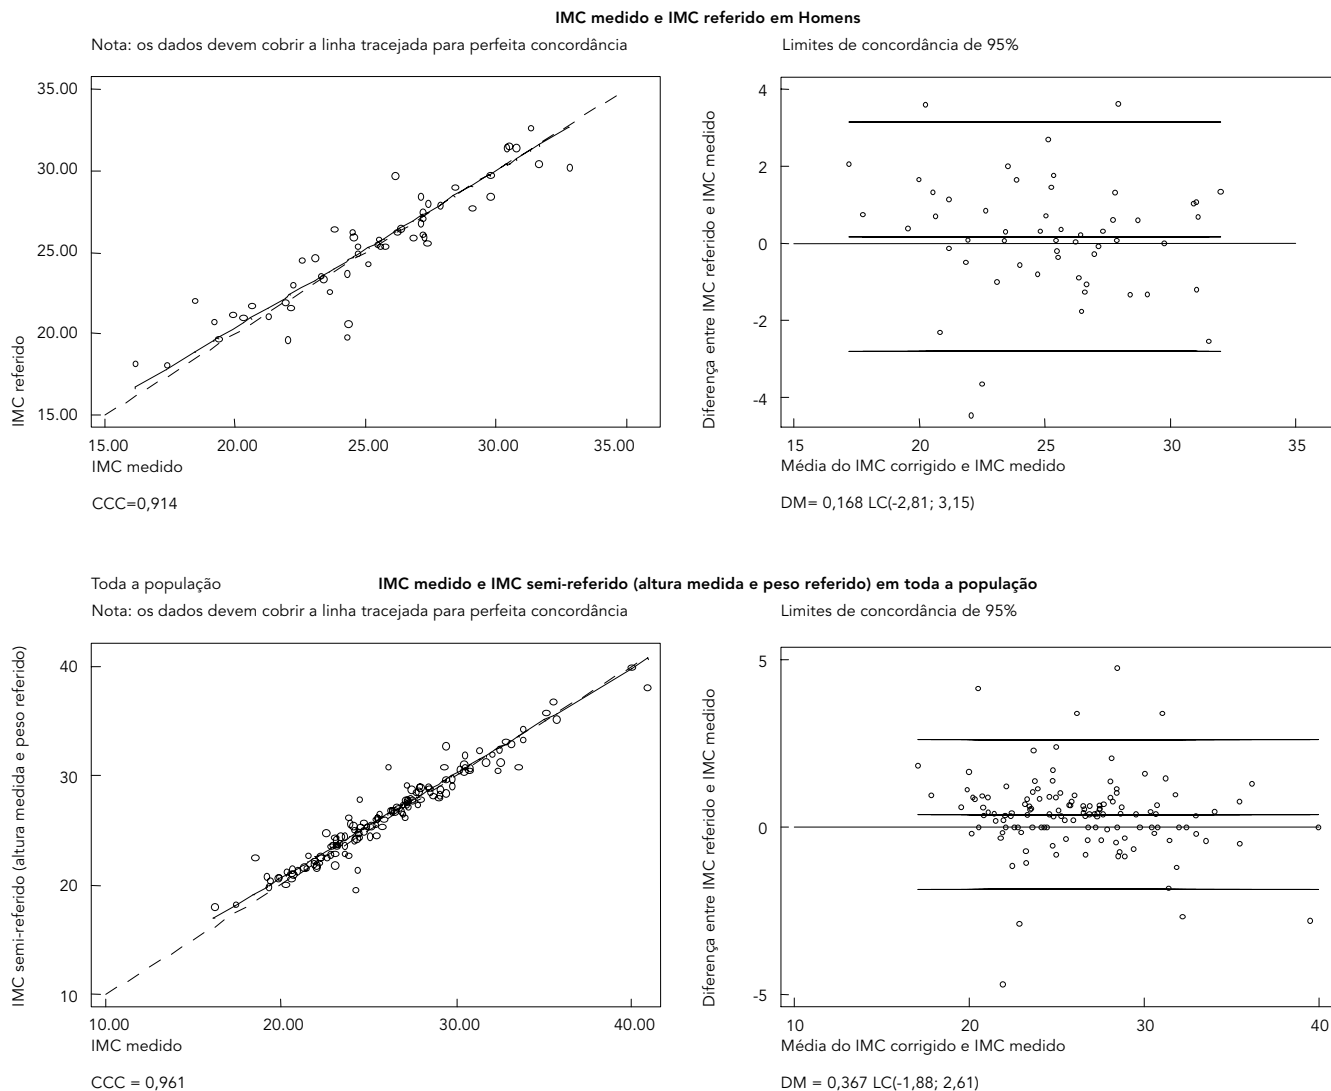 IMC medido e IMC referido em Homens
Nota: os dados devem cobrir a linha tracejada para perfeita concordância
IMC referido
35.00
30.00
25.00
20.00
15.00
15.00 20.00 25.00 30.00 35.00
IMC medido
CCC=0,914
Limites de concordância de 95%
Diferença entre IMC referido e IMC medido
4
2
0
-2
-4
15 20 25 30 35
Média do IMC corrigido e IMC medido
DM= 0,168 LC(-2,81; 3,15)
Toda a população
IMC medido e IMC semi-referido (altura medida e peso referido) em toda a população
Nota: os dados devem cobrir a linha tracejada para perfeita concordância
IMC semi-referido (altura medida e peso referido)
40
30
20
10
10.00 20.00 30.00 40.00
IMC medido
CCC = 0,961
Limites de concordância de 95%
Diferença entre IMC referido e IMC medido
5
0
-5
10 20 30 40
Média do IMC corrigido e IMC medido
DM = 0,367 LC(-1,88; 2,61)